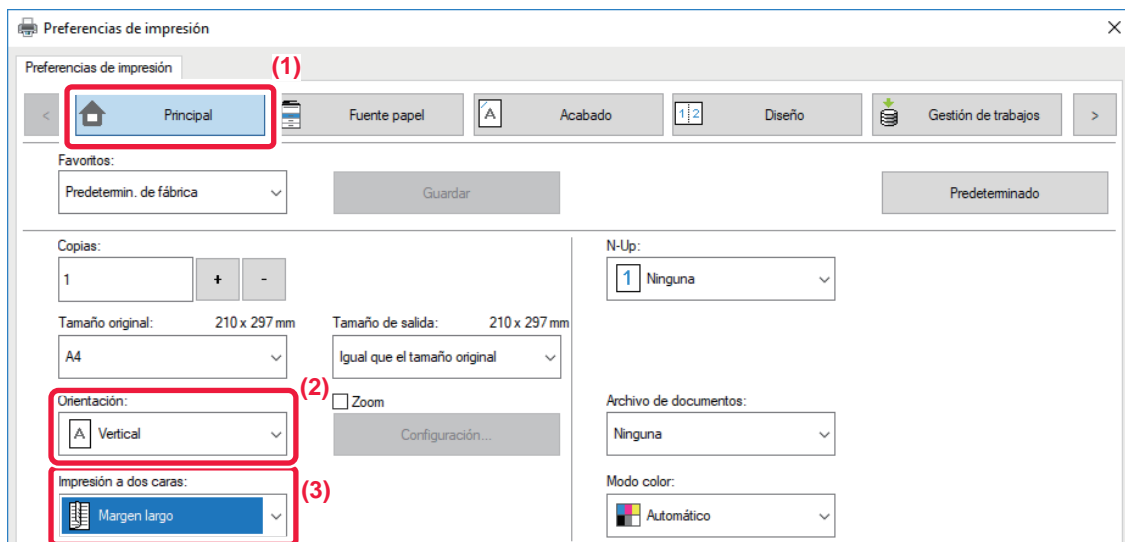 Preferencias de impresión
Preferencias de impresión
(1)
< Principal Fuente papel A Acabado 1 2 Diseño Gestión de trabajos >
Favoritos:
Predetermin. de fábrica Guardar Predeterminado
Copias: N-Up:
1 + - 1 Ninguna
Tamaño original: 210 x 297 mm Tamaño de salida: 210 x 297 mm
A4 Igual que el tamaño original
(2)
Orientación: Zoom Archivo de documentos:
A Vertical Configuración... Ninguna
Impresión a dos caras: (3) Modo color:
Margen largo Automático